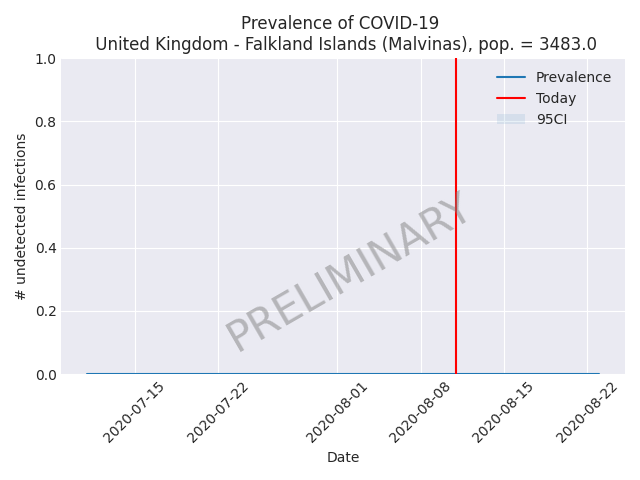 Prevalence of COVID-19
United Kingdom - Falkland Islands (Malvinas), pop. = 3483.0
1.0
0.8
0.6
0.4
0.2
0.0
# undetected infections
Prevalence
Today
95CI
PRELIMINARY
2020-07-15
2020-07-22
2020-08-01
2020-08-08
2020-08-15
2020-08-22
Date